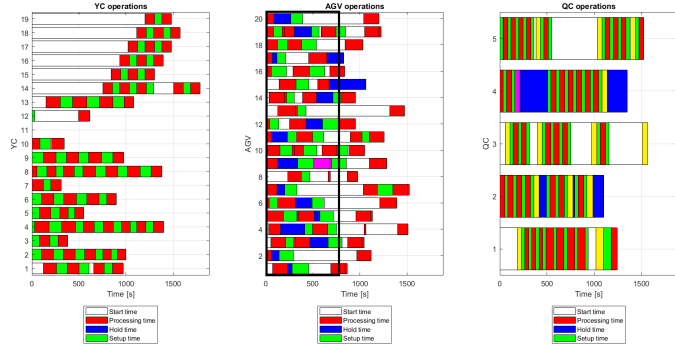 YC operations
19
18
17
16
15
14
13
12
11
10
9
8
7
6
5
4
3
2
1
YC
0
500
1000
1500
Time [s]
Start time
Processing time
Hold time
Setup time
AGV operations
20
18
16
14
12
10
8
6
4
2
AGV
0
500
1000
1500
Time [s]
Start time
Processing time
Hold time
Setup time
QC operations
5
4
3
2
1
QC
0
500
1000
1500
Time [s]
Start time
Processing time
Hold time
Setup time